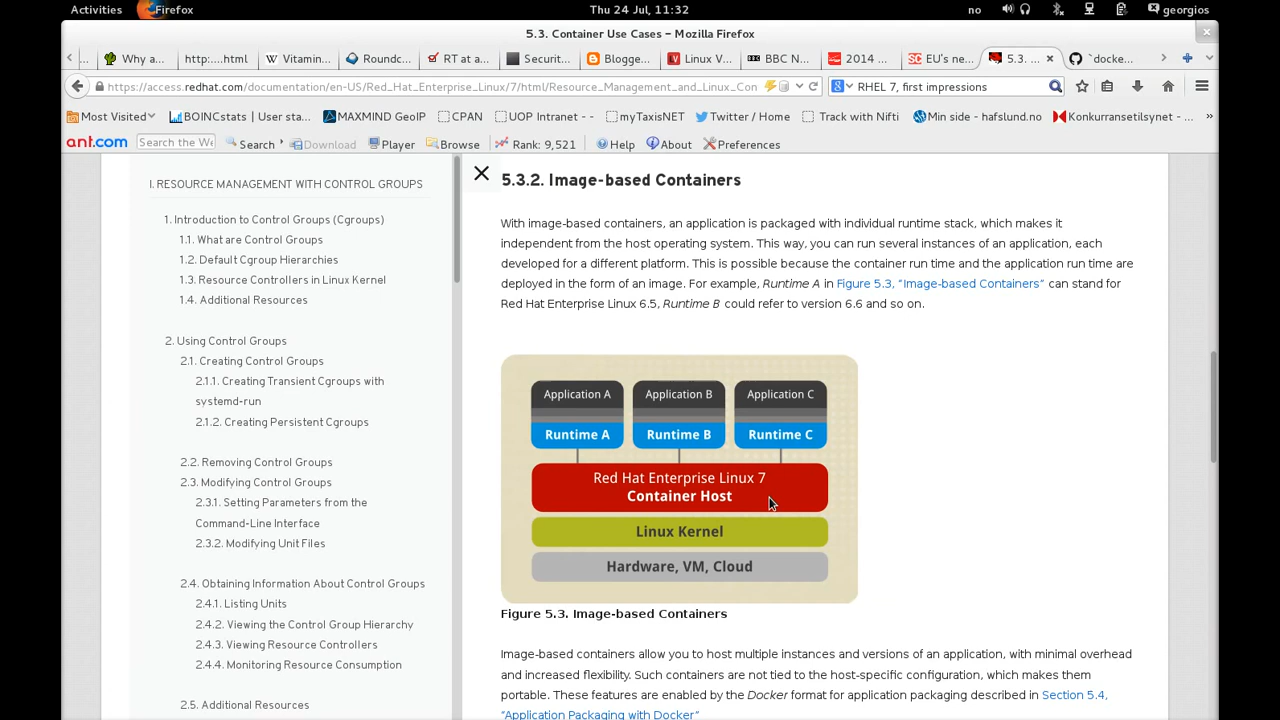 Activities Firefox Thu 24 Jul, 11:32 no georgios
5.3. Container Use Cases – Mozilla Firefox
... Why a... http:....html Vitamin... Roundc... RT at a... Securit... Blogge... Linux V... BBC N... 2014 ... EU's ne... 5.3. ... `docke...
https://access.redhat.com/documentation/en-US/Red_Hat_Enterprise_Linux/7/html/Resource_Management_and_Linux_Con RHEL 7, first impressions
Most Visited BOINCstats | User sta... MAXMIND GeoIP CPAN UOP Intranet - - myTaxisNET Twitter / Home Track with Nifti Min side - hafslund.no Konkurransetilsynet - ... »
ant.com Search the We Search Download Player Browse Rank: 9,521 Help About Preferences
I. RESOURCE MANAGEMENT WITH CONTROL GROUPS
1. Introduction to Control Groups (Cgroups)
1.1. What are Control Groups
1.2. Default Cgroup Hierarchies
1.3. Resource Controllers in Linux Kernel
1.4. Additional Resources
2. Using Control Groups
2.1. Creating Control Groups
2.1.1. Creating Transient Cgroups with
systemd-run
2.1.2. Creating Persistent Cgroups
2.2. Removing Control Groups
2.3. Modifying Control Groups
2.3.1. Setting Parameters from the
Command-Line Interface
2.3.2. Modifying Unit Files
2.4. Obtaining Information About Control Groups
2.4.1. Listing Units
2.4.2. Viewing the Control Group Hierarchy
2.4.3. Viewing Resource Controllers
2.4.4. Monitoring Resource Consumption
2.5. Additional Resources
5.3.2. Image-based Containers
With image-based containers, an application is packaged with individual runtime stack, which makes it
independent from the host operating system. This way, you can run several instances of an application, each
developed for a different platform. This is possible because the container run time and the application run time are
deployed in the form of an image. For example, Runtime A in Figure 5.3, “Image-based Containers” can stand for
Red Hat Enterprise Linux 6.5, Runtime B could refer to version 6.6 and so on.
Application A Application B Application C
Runtime A Runtime B Runtime C
Red Hat Enterprise Linux 7
Container Host
Linux Kernel
Hardware, VM, Cloud
Figure 5.3. Image-based Containers
Image-based containers allow you to host multiple instances and versions of an application, with minimal overhead
and increased flexibility. Such containers are not tied to the host-specific configuration, which makes them
portable. These features are enabled by the Docker format for application packaging described in Section 5.4,
“Application Packaging with Docker”